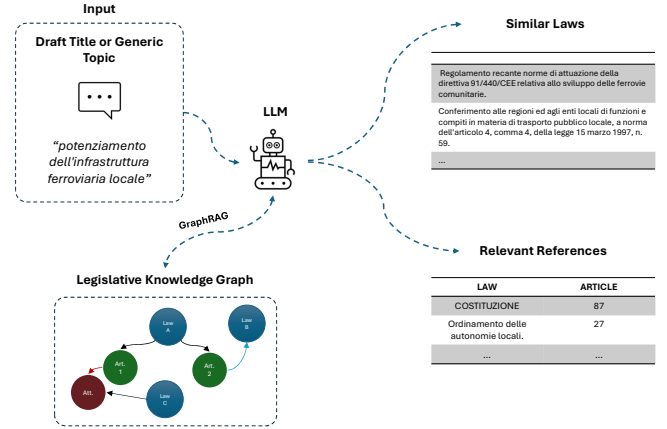 Input
Draft Title or Generic
Topic
“potenziamento
dell’infrastruttura
ferroviaria locale”
LLM
GraphRAG
Legislative Knowledge Graph
Law
A
Law
B
Art.
1
Art.
2
Att.
Law
C
Similar Laws
Regolamento recante norme di attuazione della
direttiva 91/440/CEE relativa allo sviluppo delle ferrovie
comunitarie.
Conferimento alle regioni ed agli enti locali di funzioni e
compiti in materia di trasporto pubblico locale, a norma
dell'articolo 4, comma 4, della legge 15 marzo 1997, n.
59.
...
Relevant References
LAW ARTICLE
COSTITUZIONE 87
Ordinamento delle 27
autonomie locali.
... ...